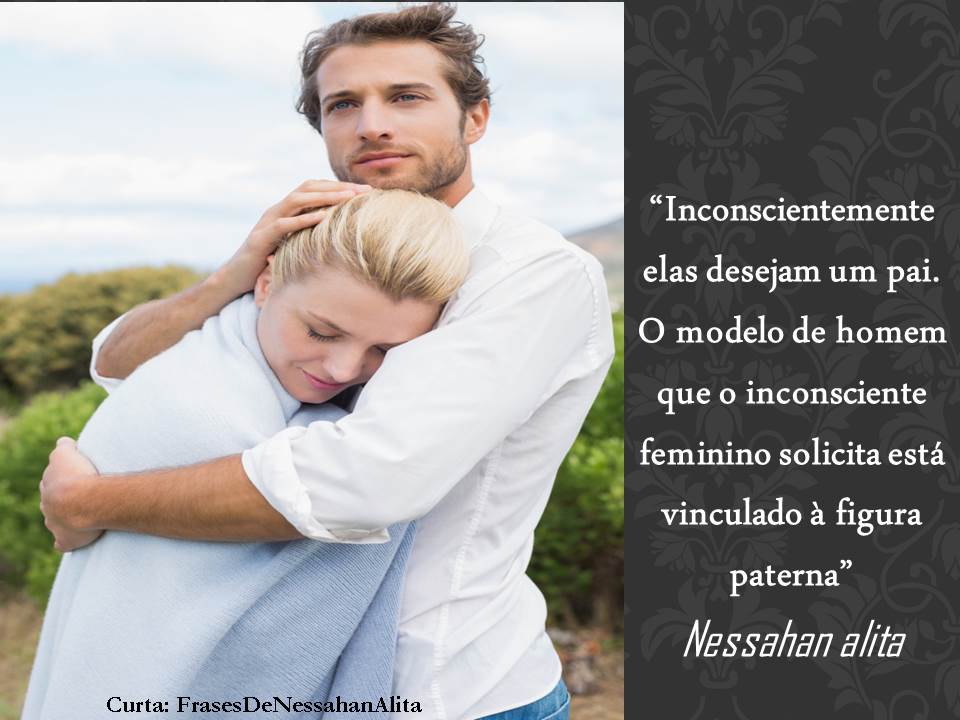 “Inconscientemente
elas desejam um pai.
O modelo de homem
que o inconsciente
feminino solicita está
vinculado à figura
paterna”
Nessahan alita
Curta: FrasesDeNessahanAlita